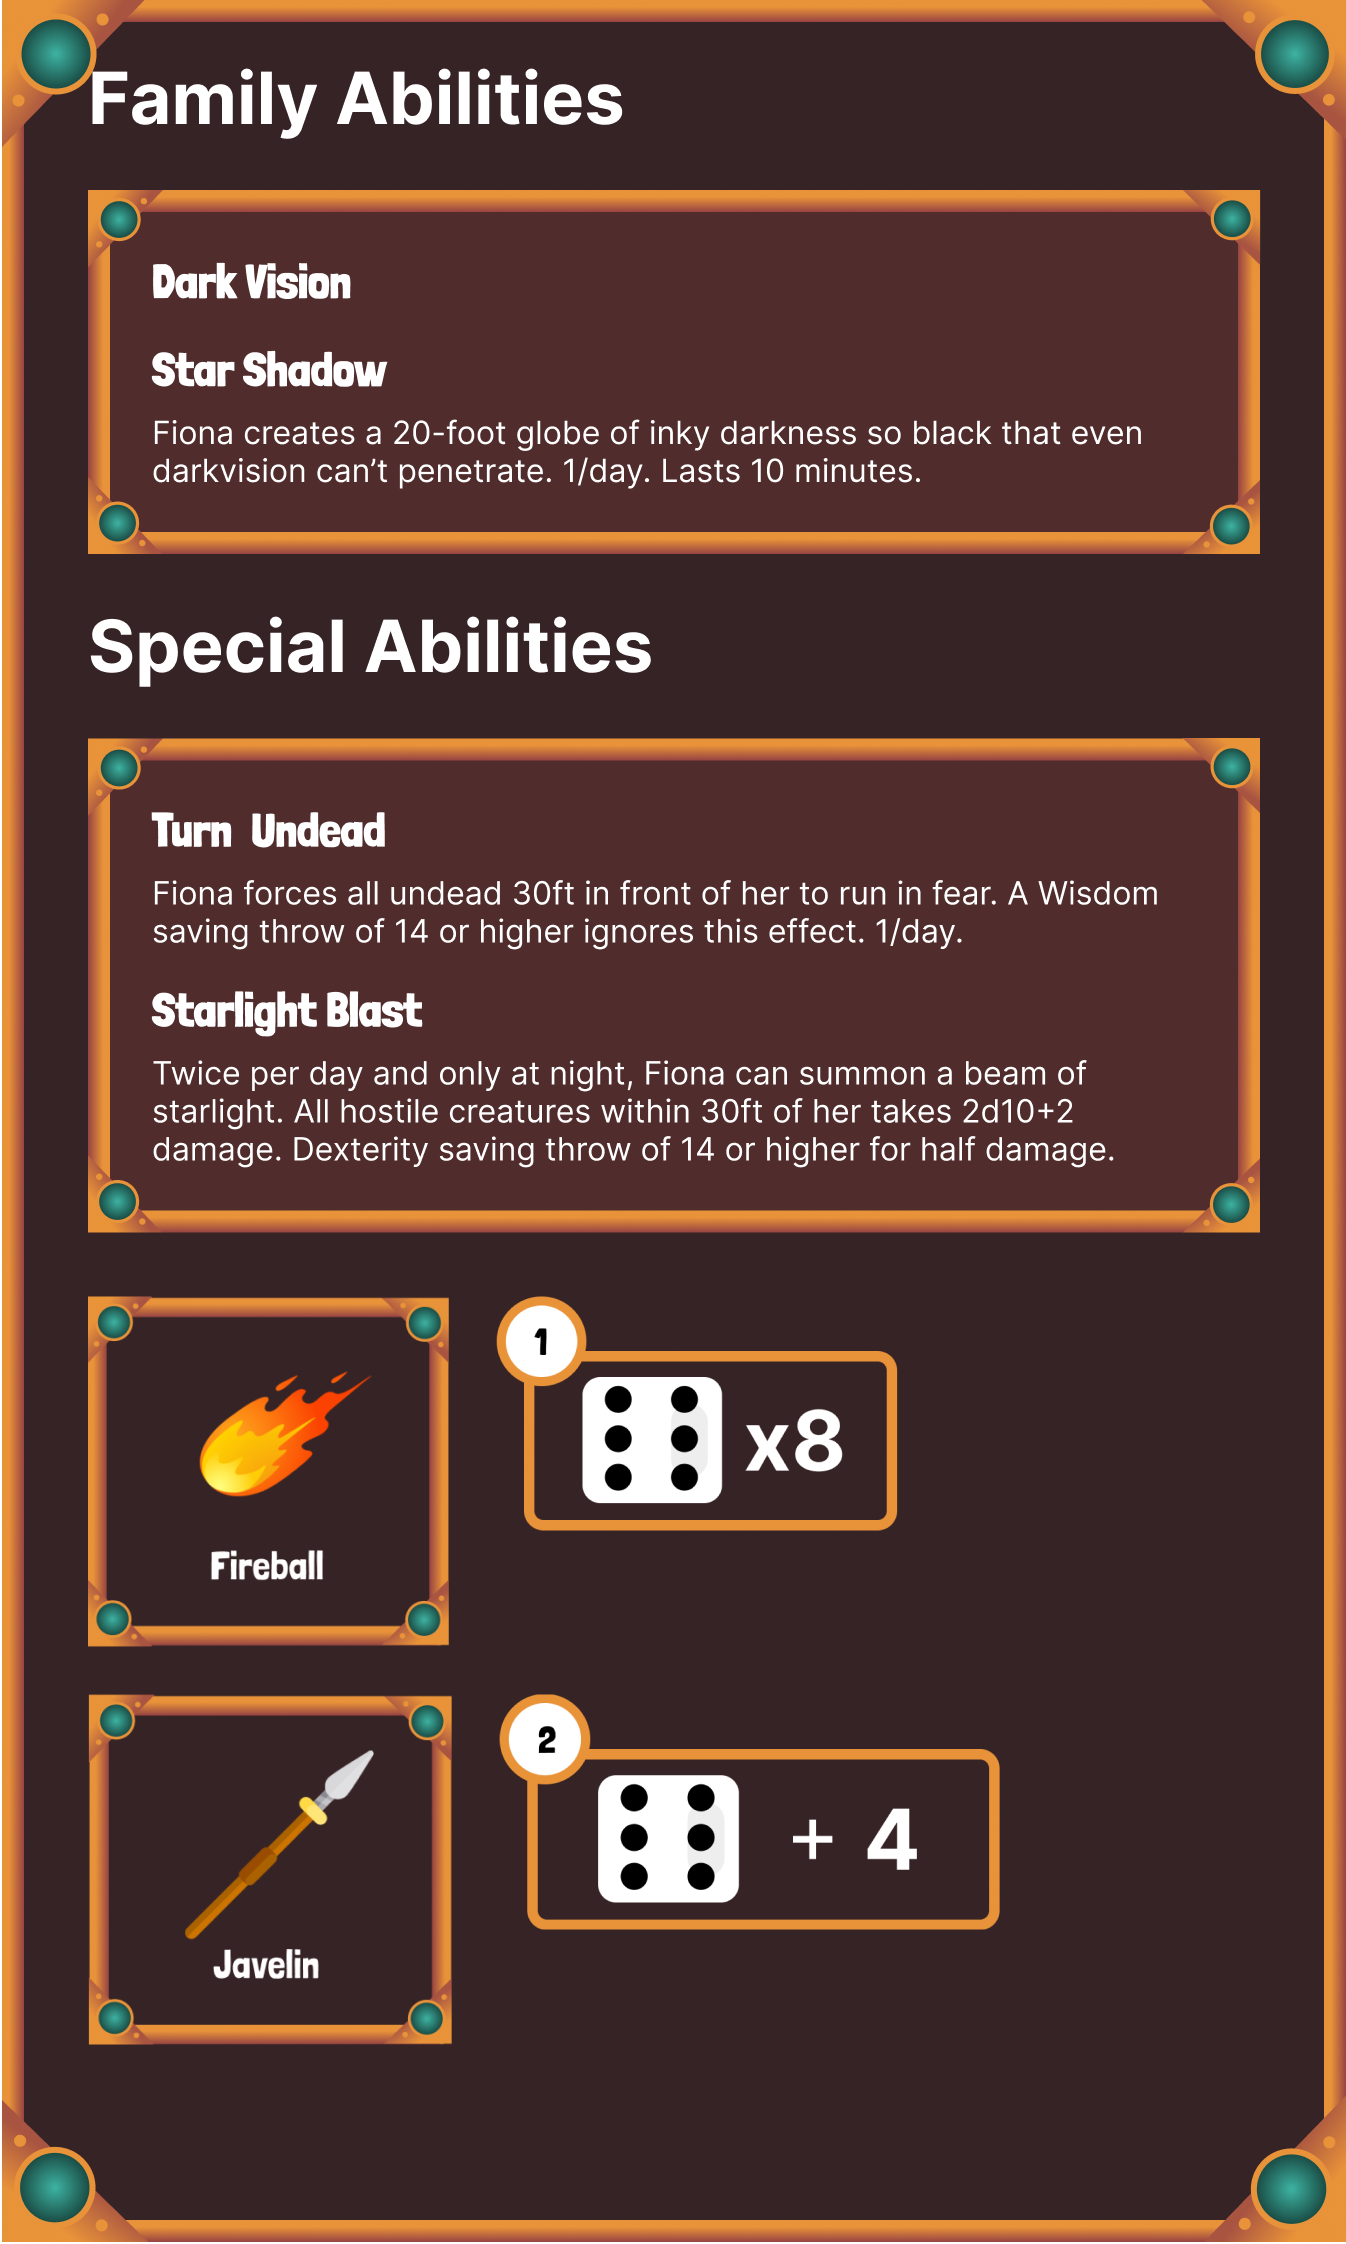 Family Abilities
Dark Vision
Star Shadow
Fiona creates a 20-foot globe of inky darkness so black that even
darkvision can’t penetrate. 1/day. Lasts 10 minutes.
Special Abilities
Turn Undead
Fiona forces all undead 30ft in front of her to run in fear. A Wisdom
saving throw of 14 or higher ignores this effect. 1/day.
Starlight Blast
Twice per day and only at night, Fiona can summon a beam of
starlight. All hostile creatures within 30ft of her takes 2d10+2
damage. Dexterity saving throw of 14 or higher for half damage.
1
x8
Fireball
2
+ 4
Javelin